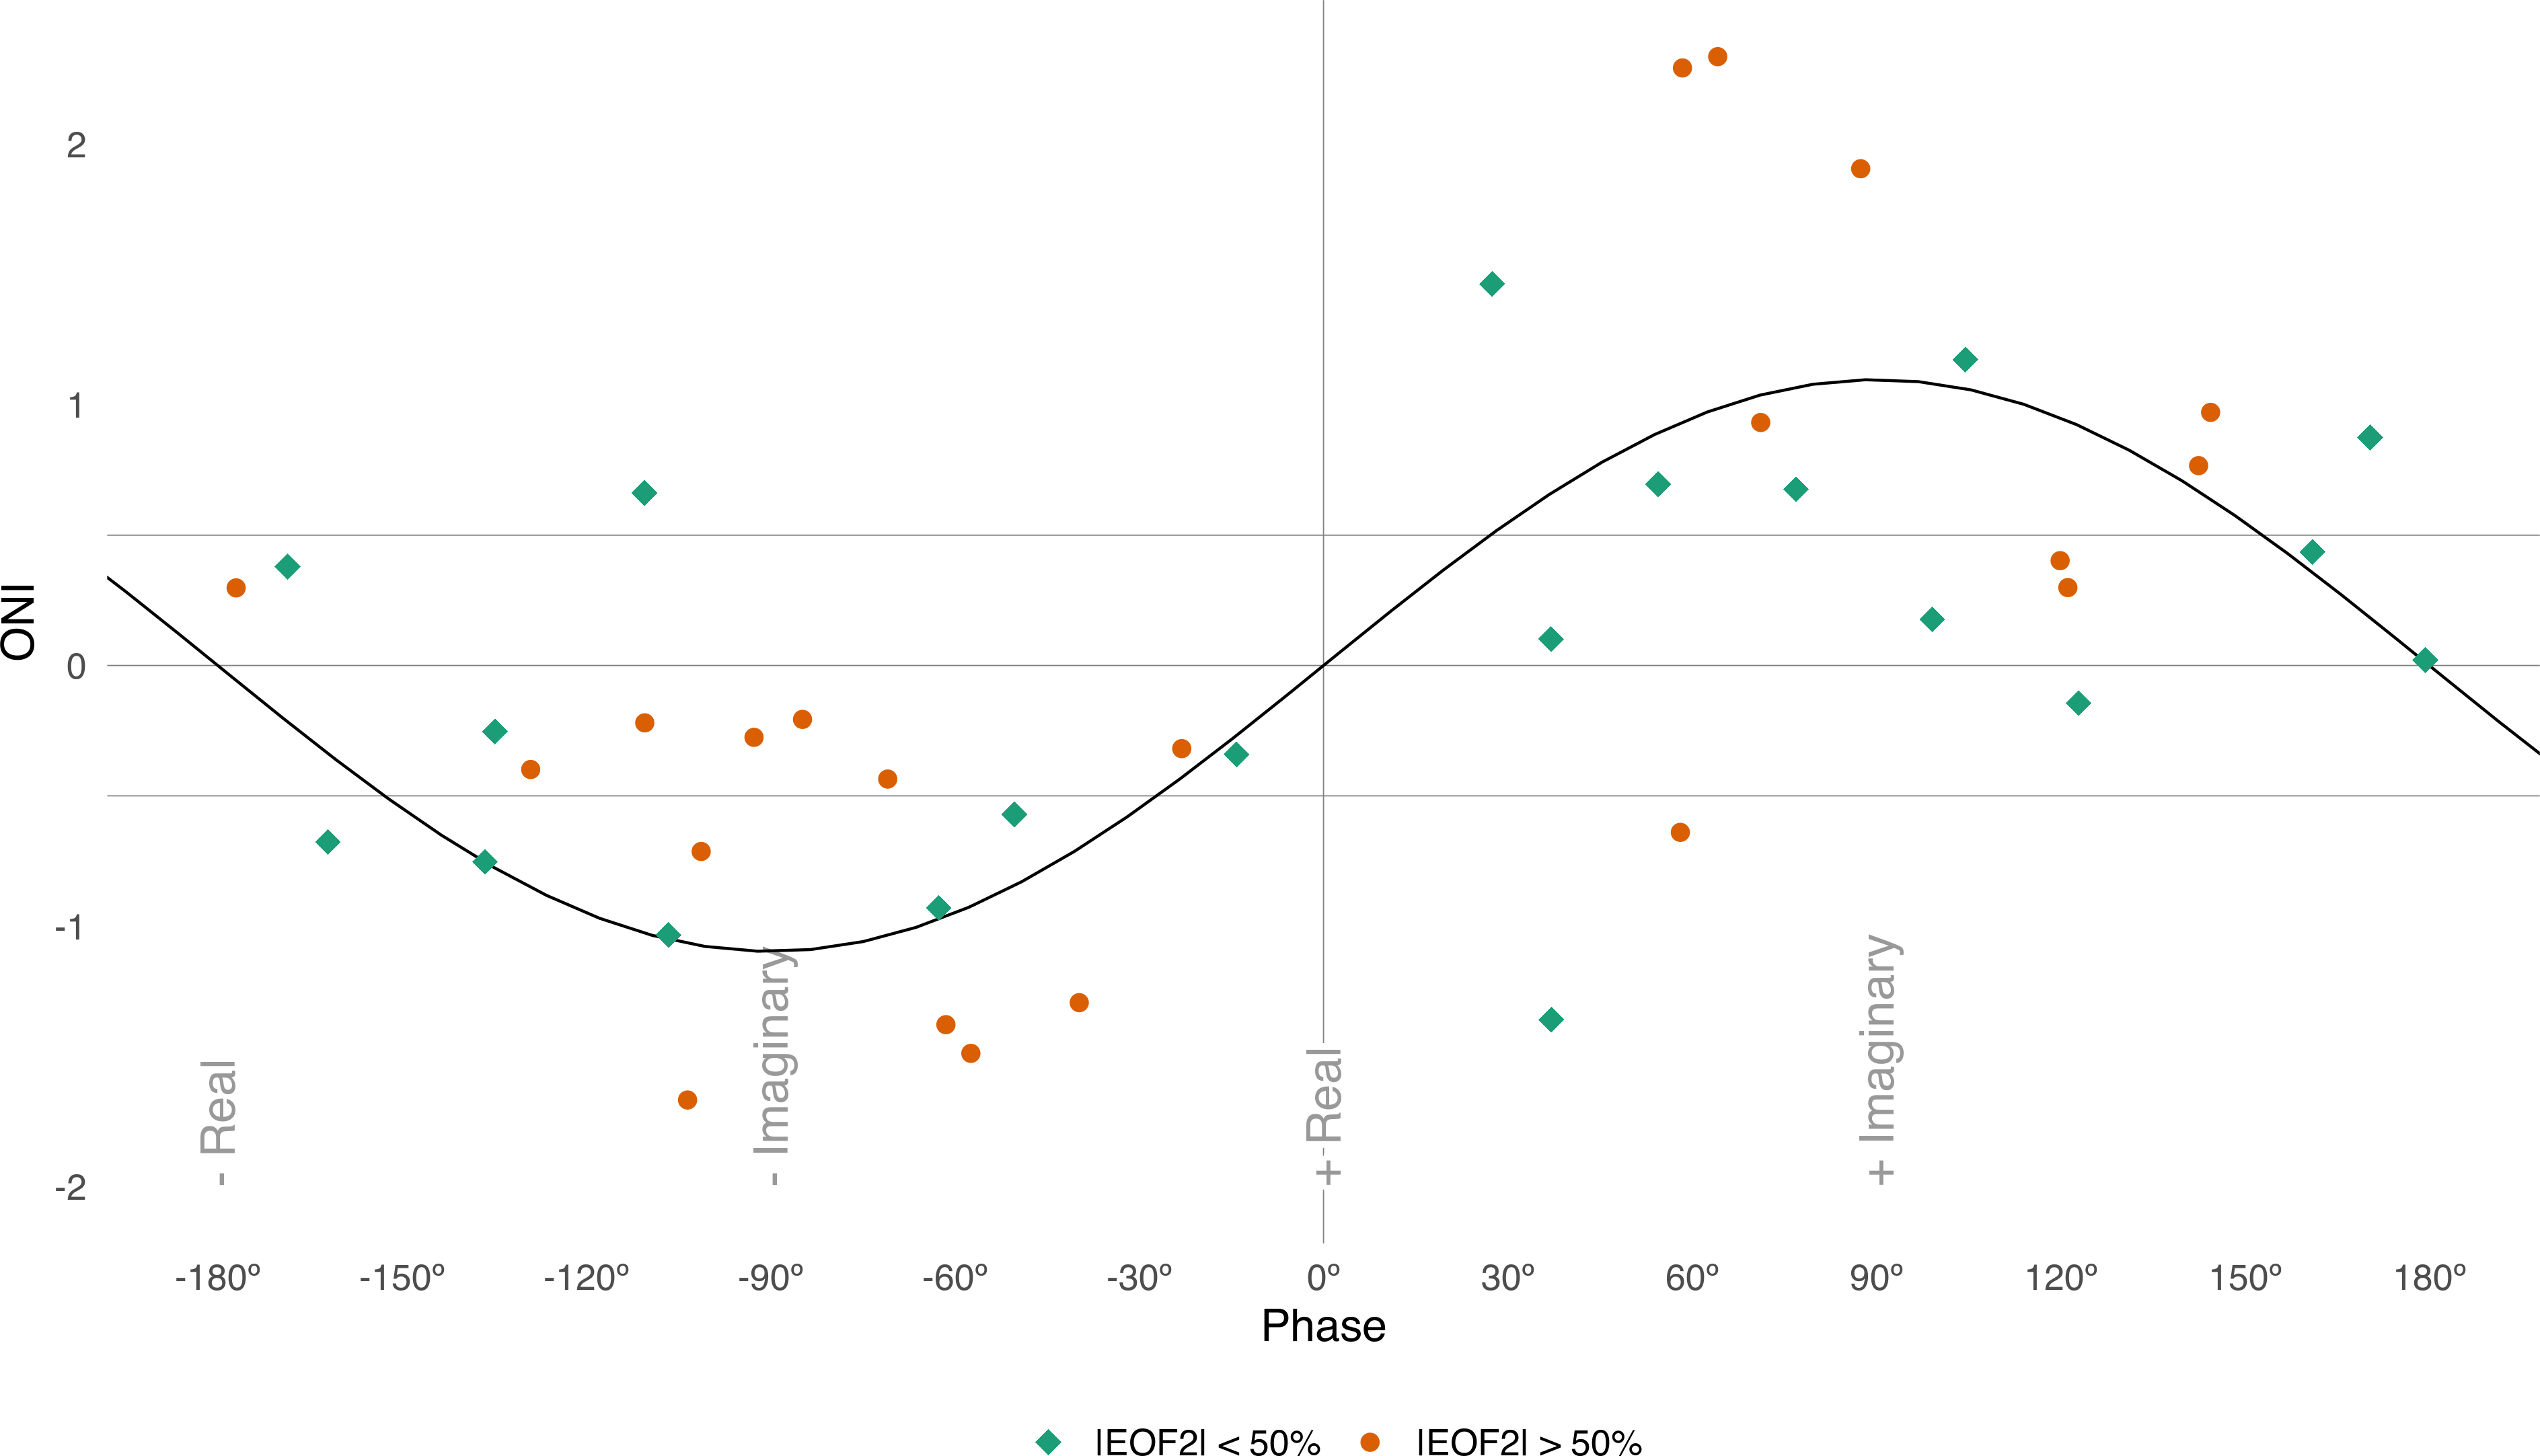 2
1
0
-1
-2
ONI
- Real
- Imaginary
+ Real
+ Imaginary
-180º -150º -120º -90º -60º -30º 0º 30º 60º 90º 120º 150º 180º
Phase
|EOF2| < 50% |EOF2| > 50%